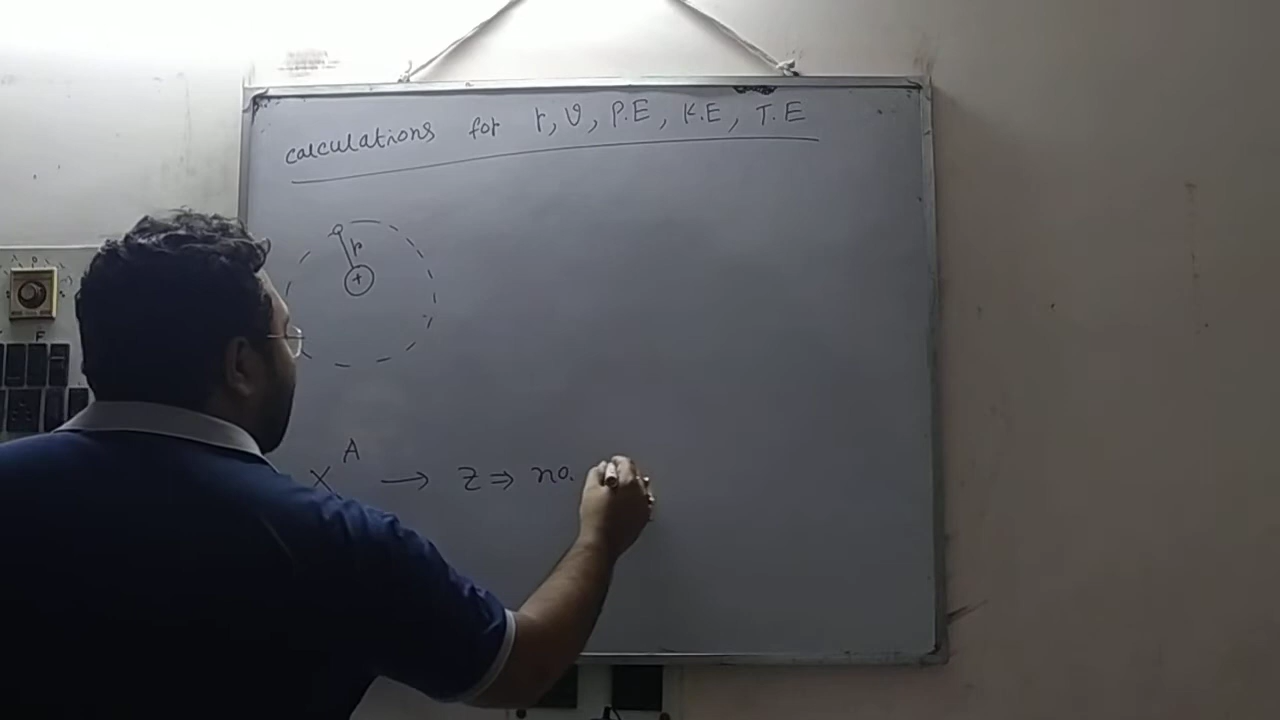 calculations for r, v, P.E, K.E, T.E
r
+
X A → Z ⇒ no.
F